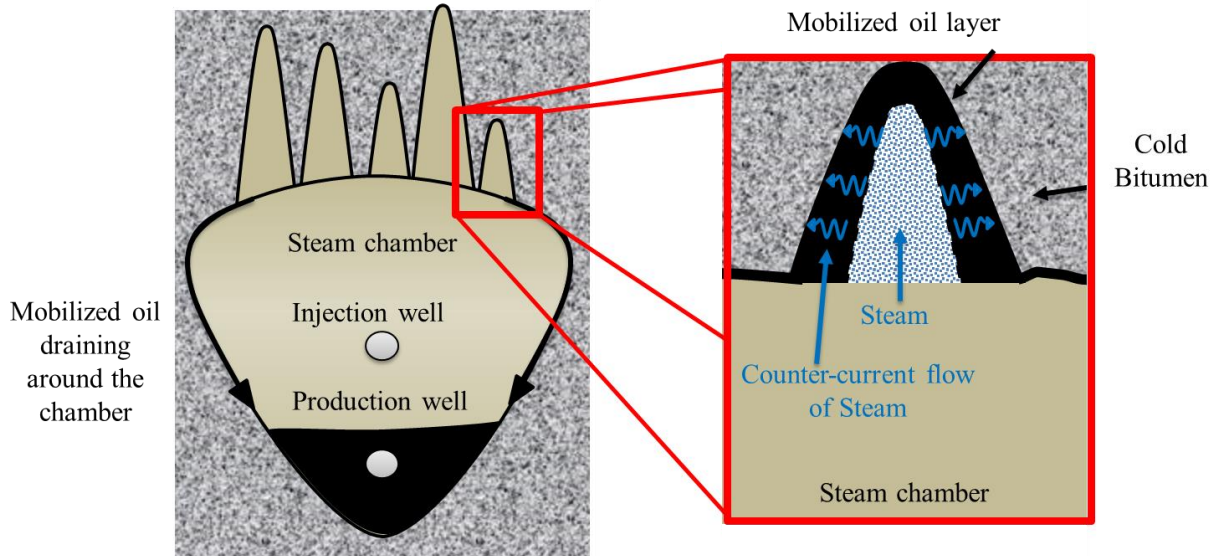 Mobilized oil
draining
around the
chamber
Steam chamber
Injection well
Production well
Mobilized oil layer
Cold
Bitumen
Steam
Counter-current flow
of Steam
Steam chamber